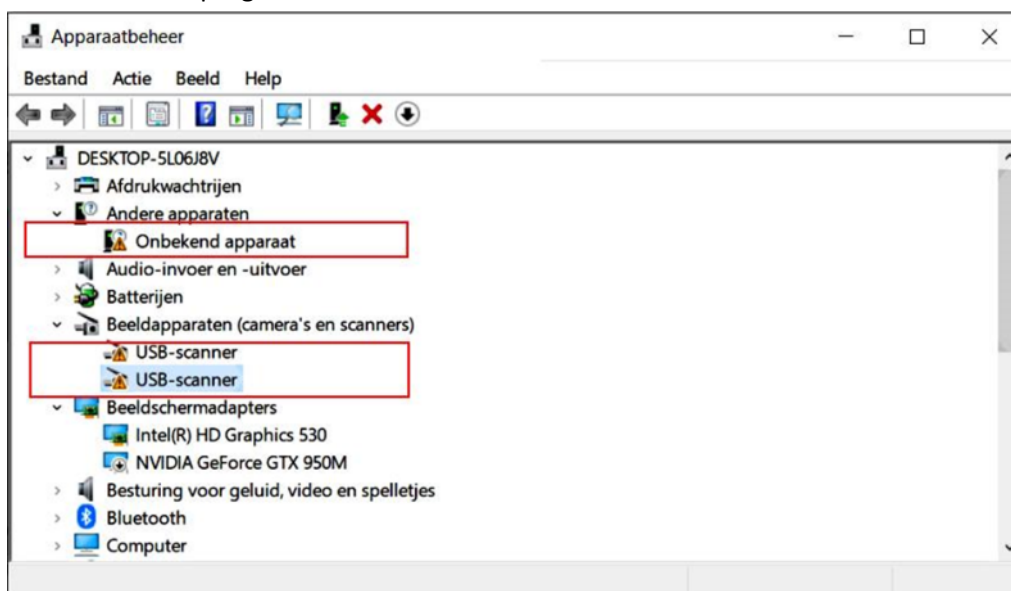 Apparaatbeheer
Bestand Actie Beeld Help
DESKTOP-5L06J8V
Afdrukwachtrijen
Andere apparaten
Onbekend apparaat
Audio-invoer en -uitvoer
Batterijen
Beeldapparaten (camera's en scanners)
USB-scanner
USB-scanner
Beeldschermadapters
Intel(R) HD Graphics 530
NVIDIA GeForce GTX 950M
Besturing voor geluid, video en spelletjes
Bluetooth
Computer